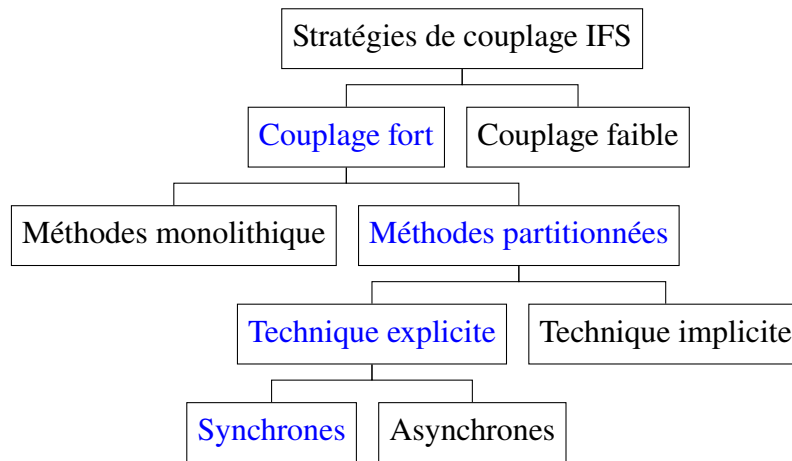 Stratégies de couplage IFS
Couplage fort
Couplage faible
Méthodes monolithique
Méthodes partitionnées
Technique explicite
Technique implicite
Synchrones
Asynchrones